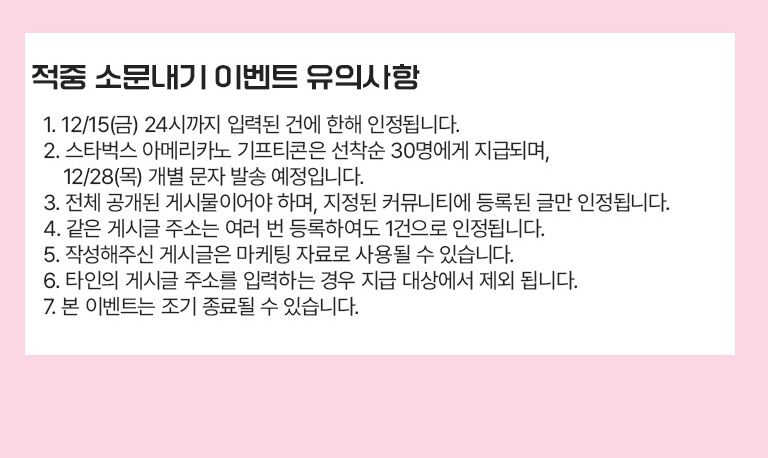 적중 소문내기 이벤트 유의사항
1. 12/15(금) 24시까지 입력된 건에 한해 인정됩니다.
2. 스타벅스 아메리카노 기프티콘은 선착순 30명에게 지급되며,
12/28(목) 개별 문자 발송 예정입니다.
3. 전체 공개된 게시물이어야 하며, 지정된 커뮤니티에 등록된 글만 인정됩니다.
4. 같은 게시글 주소는 여러 번 등록하여도 1건으로 인정됩니다.
5. 작성해주신 게시글은 마케팅 자료로 사용될 수 있습니다.
6. 타인의 게시글 주소를 입력하는 경우 지급 대상에서 제외 됩니다.
7. 본 이벤트는 조기 종료될 수 있습니다.